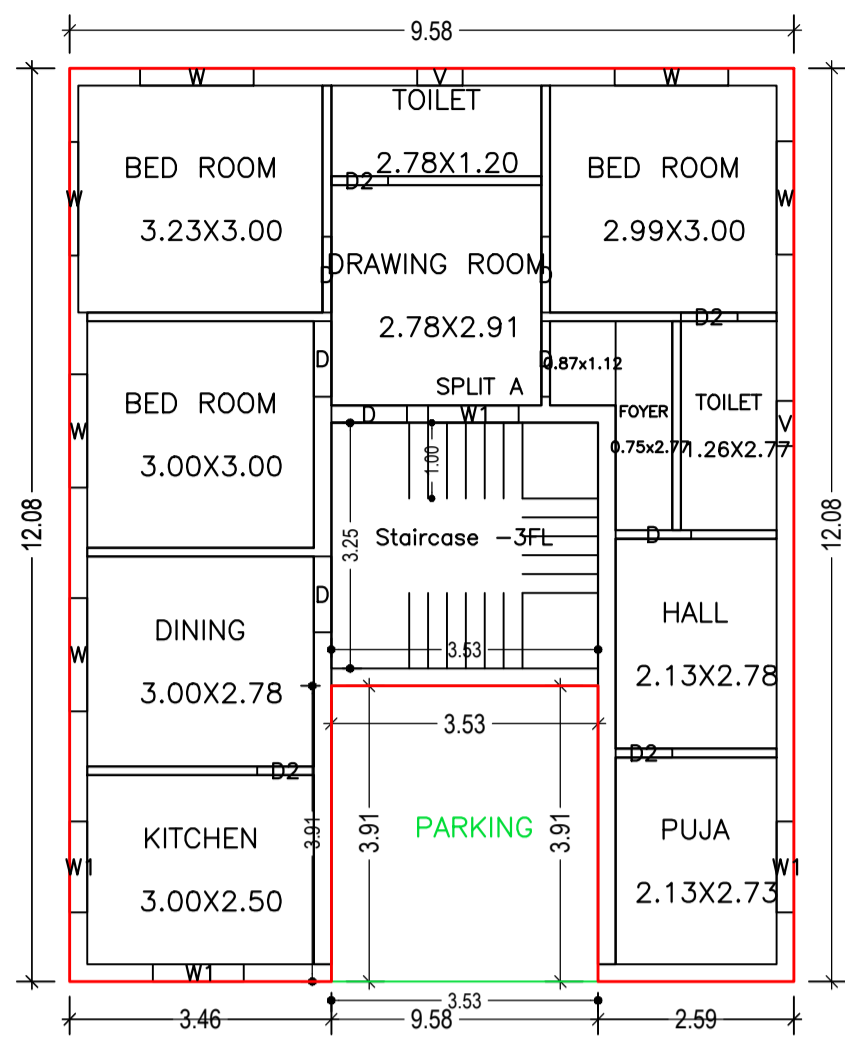 9.58
W
V
W
TOILET
2.78X1.20
D2
BED ROOM
3.23X3.00
BED ROOM
2.99X3.00
W
W
DRAWING ROOM
2.78X2.91
D
D
D2
D
D
0.87x1.12
SPLIT A
D
W1
BED ROOM
3.00X3.00
W
FOYER
0.75x2.77
TOILET
1.26X2.77
V
1.00
12.08
12.08
3.25
Staircase -3FL
D
D
DINING
3.00X2.78
W
HALL
2.13X2.78
3.53
3.53
D2
D2
KITCHEN
3.00X2.50
W1
3.91
3.91
PARKING
3.91
PUJA
2.13X2.73
W1
W1
3.53
3.46
9.58
2.59